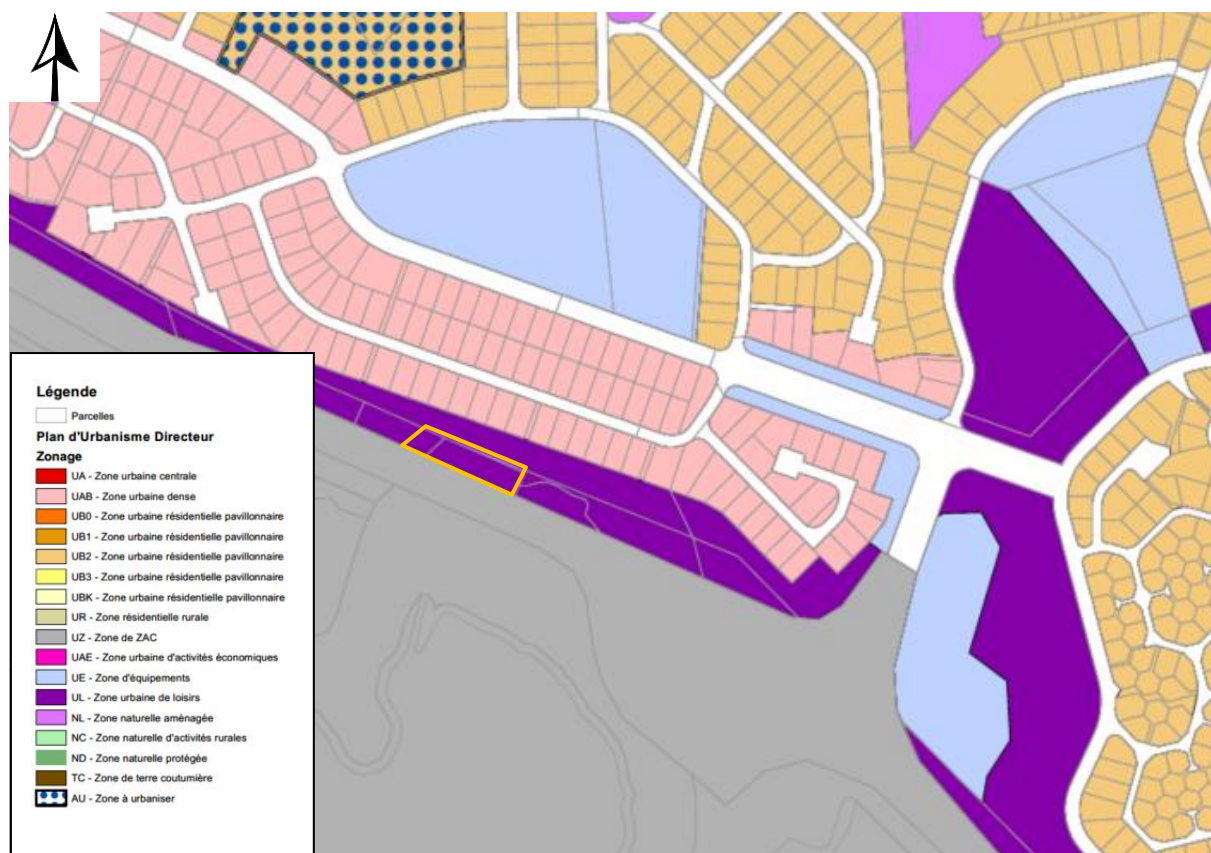 Légende
Parcelles
Plan d'Urbanisme Directeur
Zonage
UA - Zone urbaine centrale
UAB - Zone urbaine dense
UB0 - Zone urbaine résidentielle pavillonnaire
UB1 - Zone urbaine résidentielle pavillonnaire
UB2 - Zone urbaine résidentielle pavillonnaire
UB3 - Zone urbaine résidentielle pavillonnaire
UBK - Zone urbaine résidentielle pavillonnaire
UR - Zone résidentielle rurale
UZ - Zone de ZAC
UAE - Zone urbaine d'activités économiques
UE - Zone d'équipements
UL - Zone urbaine de loisirs
NL - Zone naturelle aménagée
NC - Zone naturelle d'activités rurales
ND - Zone naturelle protégée
TC - Zone de terre coutumière
AU - Zone à urbaniser